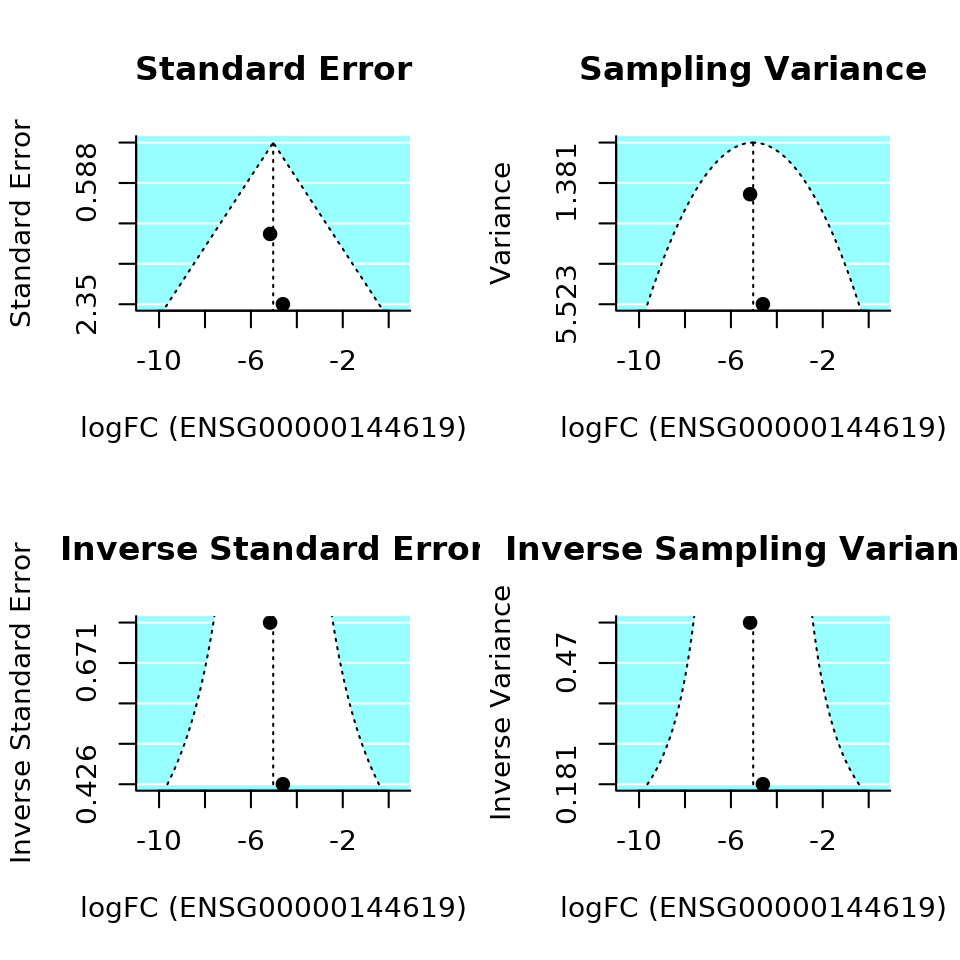 Standard Error
Standard Error
0.588
2.35
-10 -6 -2
logFC (ENSG00000144619)
Sampling Variance
Variance
1.381
5.523
-10 -6 -2
logFC (ENSG00000144619)
Inverse Standard Error
Inverse Standard Error
0.671
0.426
-10 -6 -2
logFC (ENSG00000144619)
Inverse Sampling Varian
Inverse Variance
0.47
0.181
-10 -6 -2
logFC (ENSG00000144619)